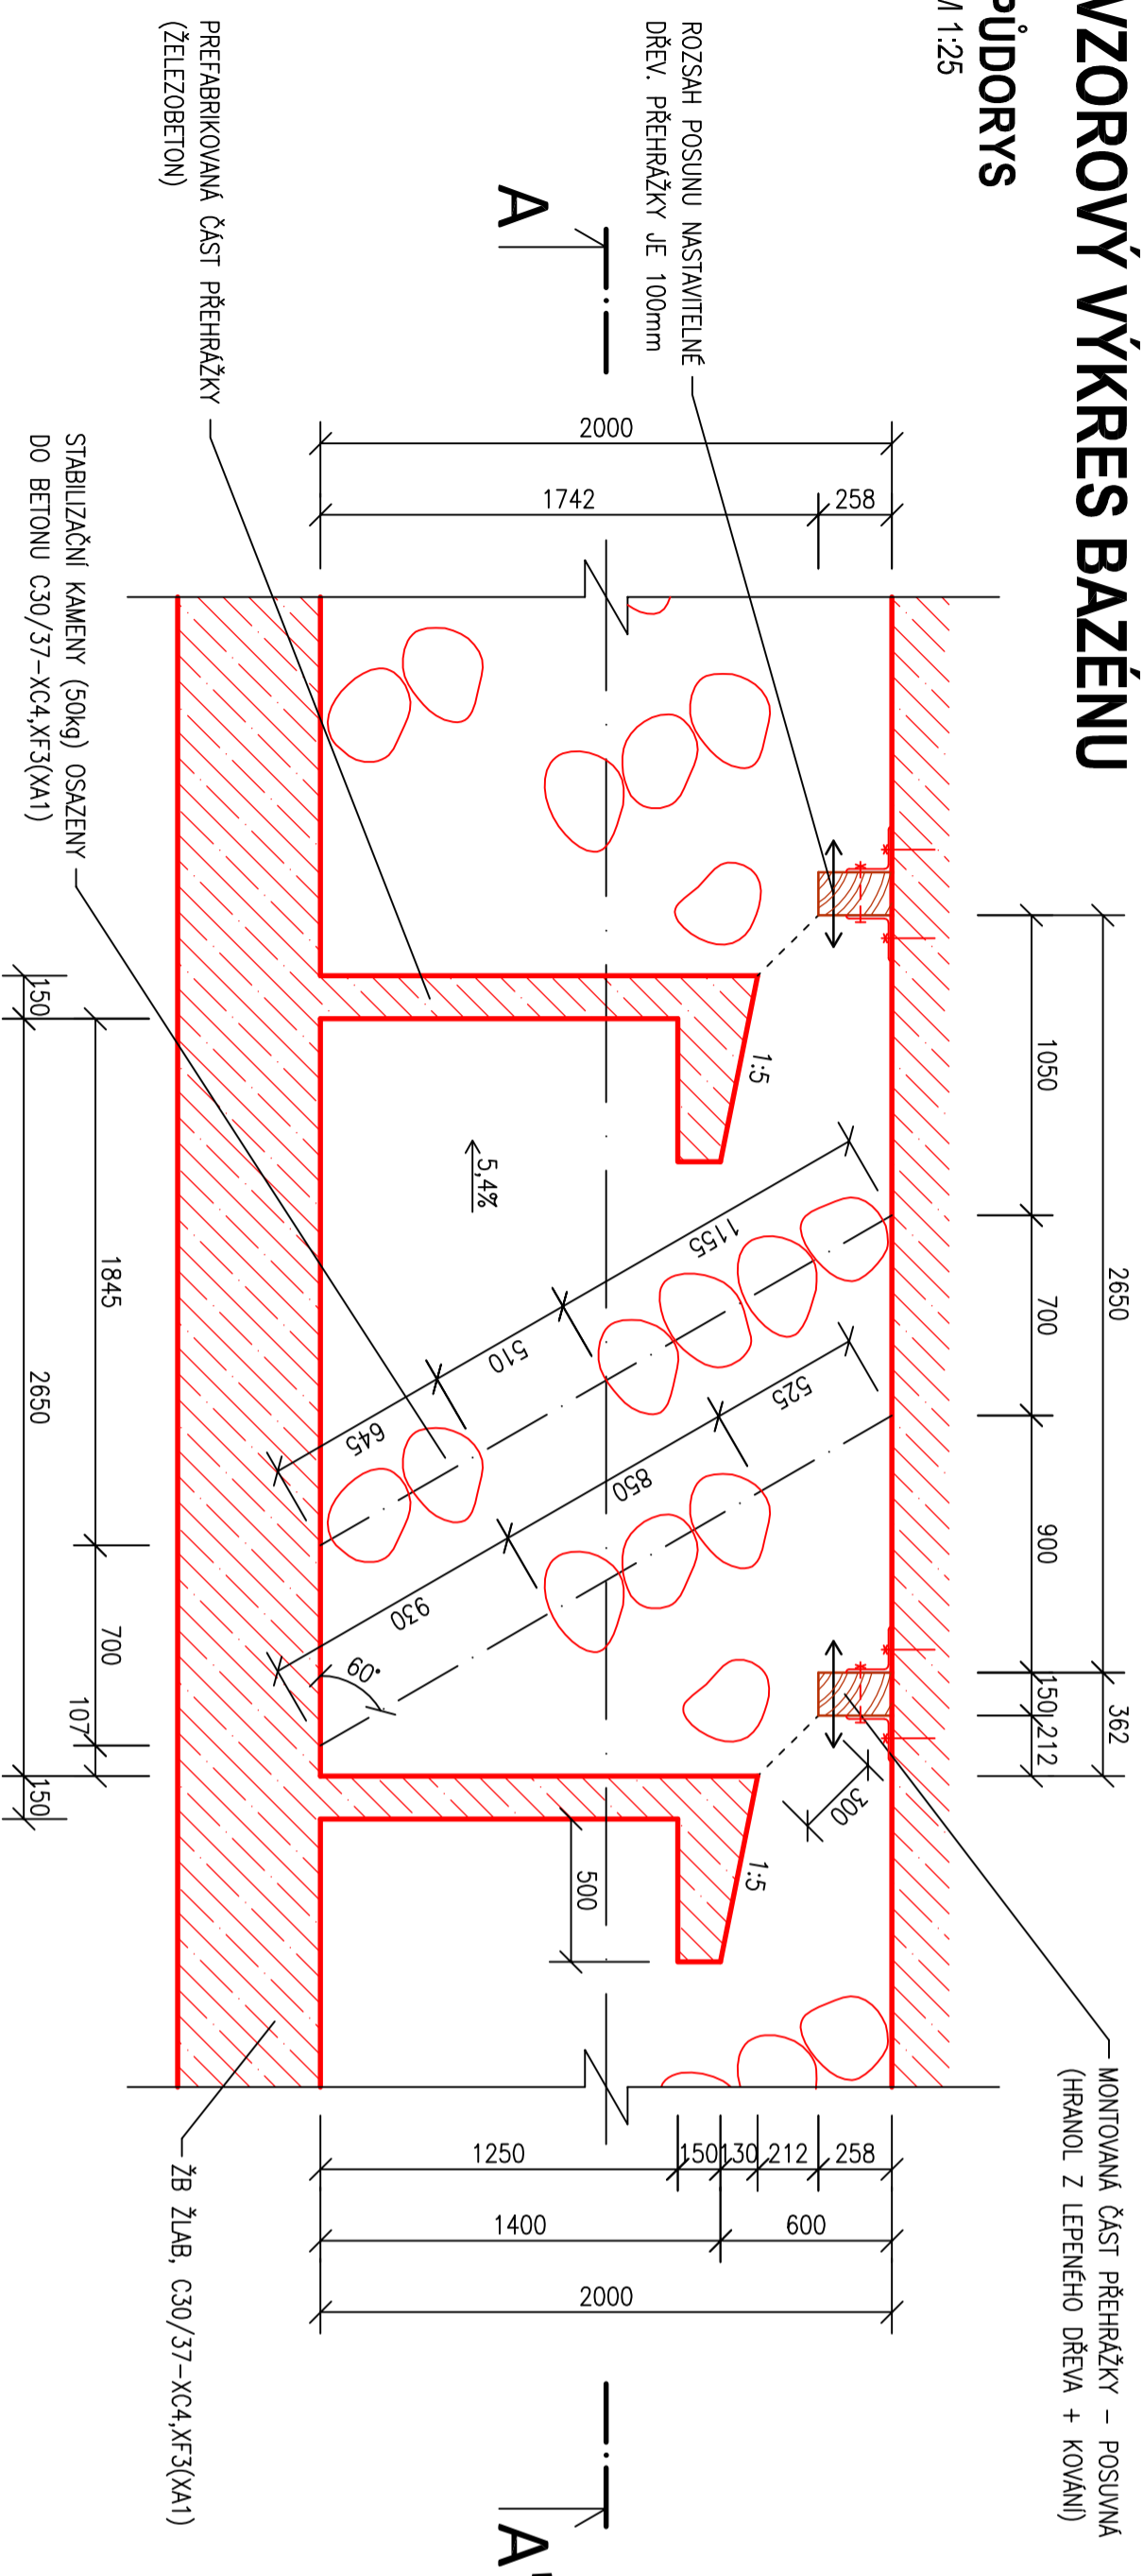 VZOROVÝ VÝKRES BAZÉNU
PŮDORYS
M 1:25
ROZSAH POSUNU NASTAVITELNÉ
DŘEV. PŘEHRÁŽKY JE 100mm
PREFABRIKOVANÁ ČÁST PŘEHRÁŽKY
(ŽELEZOBETON)
STABILIZAČNÍ KAMENY (50kg) OSAZENY
DO BETONU C30/37-XC4,XF3(XA1)
MONTOVANÁ ČÁST PŘEHRÁŽKY - POSUVNÁ
(HRANOL Z LEPENÉHO DŘEVA + KOVÁNÍ)
ŽB ŽLAB, C30/37-XC4,XF3(XA1)
A
A'
2650
362
1050
700
900
150
212
2000
1742
258
1:5
1:5
5,4%
1155
510
645
525
850
930
60°
300
500
258
212
130
150
1250
600
1400
2000
1845
700
107
150
2650
150